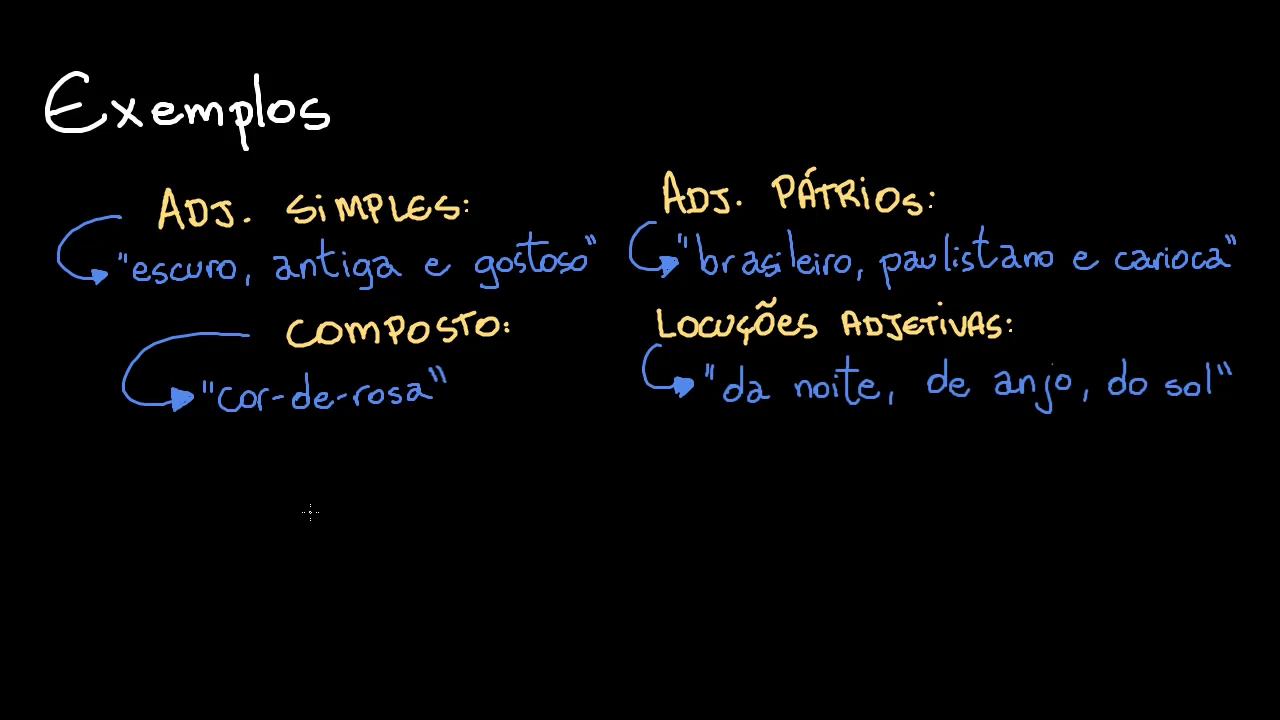 Exemplos
ADJ. SIMPLES:
"escuro, antiga e gostoso"
COMPOSTO:
"cor-de-rosa"
ADJ. PÁTRIOS:
"brasileiro, paulistano e carioca"
LOCUÇÕES ADJETIVAS:
"da noite, de anjo, do sol"